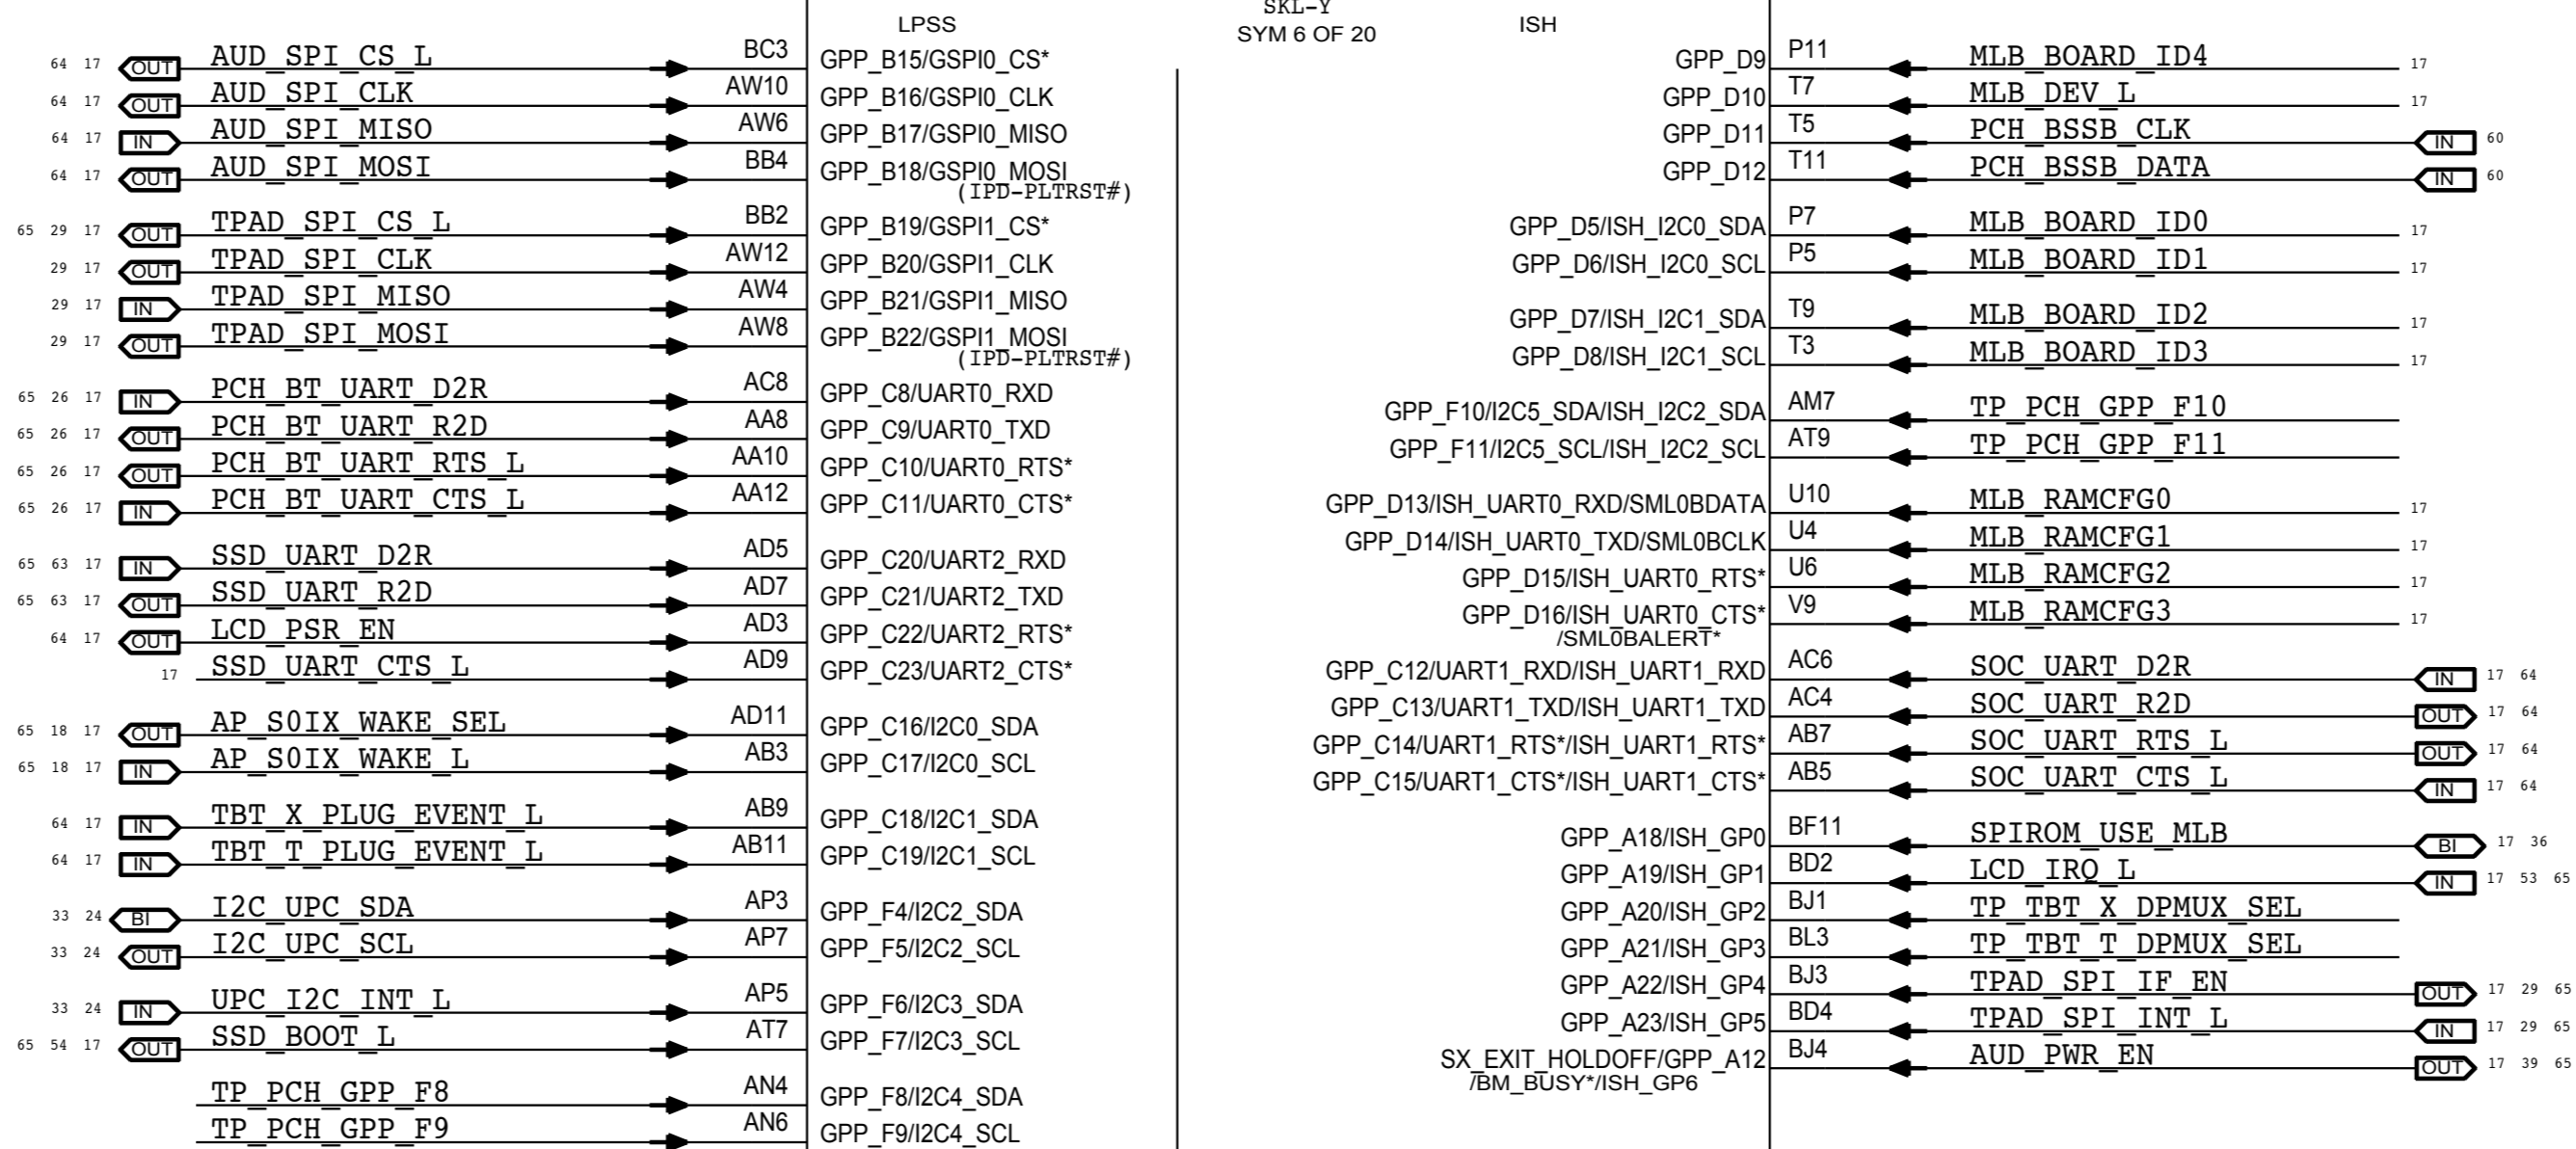 SKL-Y
LPSS SYM 6 OF 20 ISH
64 17 OUT AUD_SPI_CS_L BC3 GPP_B15/GSPI0_CS*
64 17 OUT AUD_SPI_CLK AW10 GPP_B16/GSPI0_CLK
64 17 IN AUD_SPI_MISO AW6 GPP_B17/GSPI0_MISO
64 17 OUT AUD_SPI_MOSI BB4 GPP_B18/GSPI0_MOSI
(IPD-PLTRST#)
65 29 17 OUT TPAD_SPI_CS_L BB2 GPP_B19/GSPI1_CS*
29 17 OUT TPAD_SPI_CLK AW12 GPP_B20/GSPI1_CLK
29 17 IN TPAD_SPI_MISO AW4 GPP_B21/GSPI1_MISO
29 17 OUT TPAD_SPI_MOSI AW8 GPP_B22/GSPI1_MOSI
(IPD-PLTRST#)
65 26 17 IN PCH_BT_UART_D2R AC8 GPP_C8/UART0_RXD
65 26 17 OUT PCH_BT_UART_R2D AA8 GPP_C9/UART0_TXD
65 26 17 OUT PCH_BT_UART_RTS_L AA10 GPP_C10/UART0_RTS*
65 26 17 IN PCH_BT_UART_CTS_L AA12 GPP_C11/UART0_CTS*
65 63 17 IN SSD_UART_D2R AD5 GPP_C20/UART2_RXD
65 63 17 OUT SSD_UART_R2D AD7 GPP_C21/UART2_TXD
64 17 OUT LCD_PSR_EN AD3 GPP_C22/UART2_RTS*
17 SSD_UART_CTS_L AD9 GPP_C23/UART2_CTS*
65 18 17 OUT AP_S0IX_WAKE_SEL AD11 GPP_C16/I2C0_SDA
65 18 17 IN AP_S0IX_WAKE_L AB3 GPP_C17/I2C0_SCL
64 17 IN TBT_X_PLUG_EVENT_L AB9 GPP_C18/I2C1_SDA
64 17 IN TBT_T_PLUG_EVENT_L AB11 GPP_C19/I2C1_SCL
33 24 BI I2C_UPC_SDA AP3 GPP_F4/I2C2_SDA
33 24 OUT I2C_UPC_SCL AP7 GPP_F5/I2C2_SCL
33 24 IN UPC_I2C_INT_L AP5 GPP_F6/I2C3_SDA
65 54 17 OUT SSD_BOOT_L AT7 GPP_F7/I2C3_SCL
TP_PCH_GPP_F8 AN4 GPP_F8/I2C4_SDA
TP_PCH_GPP_F9 AN6 GPP_F9/I2C4_SCL
GPP_D9 P11 MLB_BOARD_ID4 17
GPP_D10 T7 MLB_DEV_L 17
GPP_D11 T5 PCH_BSSB_CLK IN 60
GPP_D12 T11 PCH_BSSB_DATA IN 60
GPP_D5/ISH_I2C0_SDA P7 MLB_BOARD_ID0 17
GPP_D6/ISH_I2C0_SCL P5 MLB_BOARD_ID1 17
GPP_D7/ISH_I2C1_SDA T9 MLB_BOARD_ID2 17
GPP_D8/ISH_I2C1_SCL T3 MLB_BOARD_ID3 17
GPP_F10/I2C5_SDA/ISH_I2C2_SDA AM7 TP_PCH_GPP_F10
GPP_F11/I2C5_SCL/ISH_I2C2_SCL AT9 TP_PCH_GPP_F11
GPP_D13/ISH_UART0_RXD/SML0BDATA U10 MLB_RAMCFG0 17
GPP_D14/ISH_UART0_TXD/SML0BCLK U4 MLB_RAMCFG1 17
GPP_D15/ISH_UART0_RTS* U6 MLB_RAMCFG2 17
GPP_D16/ISH_UART0_CTS* V9 MLB_RAMCFG3 17
/SML0BALERT*
GPP_C12/UART1_RXD/ISH_UART1_RXD AC6 SOC_UART_D2R IN 17 64
GPP_C13/UART1_TXD/ISH_UART1_TXD AC4 SOC_UART_R2D OUT 17 64
GPP_C14/UART1_RTS*/ISH_UART1_RTS* AB7 SOC_UART_RTS_L OUT 17 64
GPP_C15/UART1_CTS*/ISH_UART1_CTS* AB5 SOC_UART_CTS_L IN 17 64
GPP_A18/ISH_GP0 BF11 SPIROM_USE_MLB BI 17 36
GPP_A19/ISH_GP1 BD2 LCD_IRQ_L IN 17 53 65
GPP_A20/ISH_GP2 BJ1 TP_TBT_X_DPMUX_SEL
GPP_A21/ISH_GP3 BL3 TP_TBT_T_DPMUX_SEL
GPP_A22/ISH_GP4 BJ3 TPAD_SPI_IF_EN OUT 17 29 65
GPP_A23/ISH_GP5 BD4 TPAD_SPI_INT_L IN 17 29 65
SX_EXIT_HOLDOFF/GPP_A12 BJ4 AUD_PWR_EN OUT 17 39 65
/BM_BUSY*/ISH_GP6